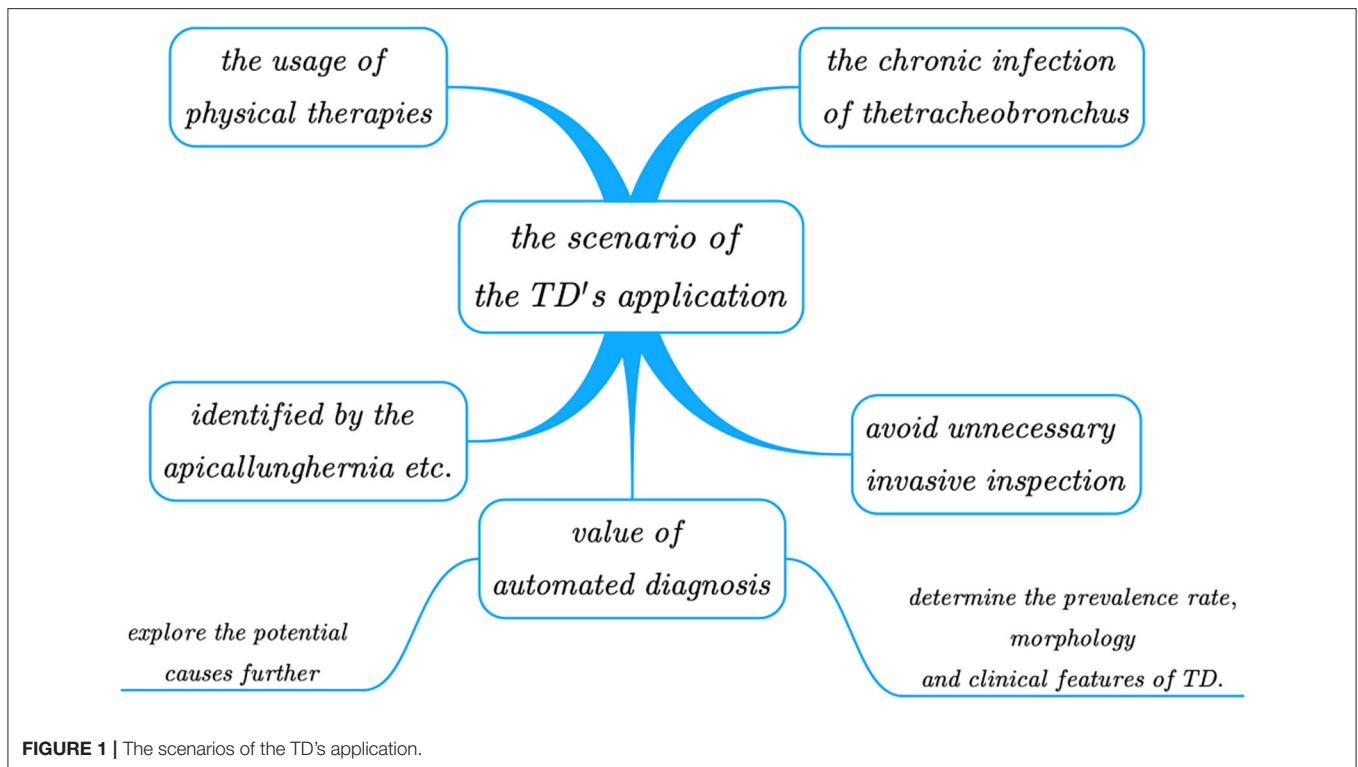 the usage of
physical therapies
the chronic infection
of thetracheobronchus
the scenario of
the TD's application
identified by the
apicallunghernia etc.
avoid unnecessary
invasive inspection
value of
automated diagnosis
explore the potential
causes further
determine the prevalence rate,
morphology
and clinical features of TD.
FIGURE 1 | The scenarios of the TD's application.